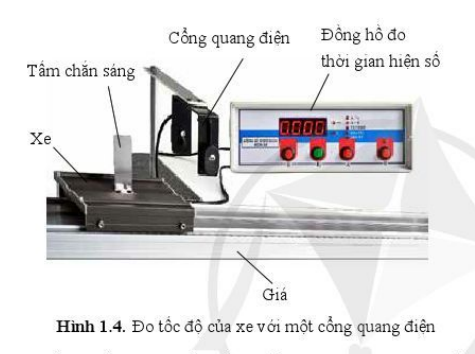 Cổng quang điện
Đồng hồ đo
thời gian hiện số
Tấm chắn sáng
Xe
0.000
Giá
Hình 1.4. Đo tốc độ của xe với một cổng quang điện